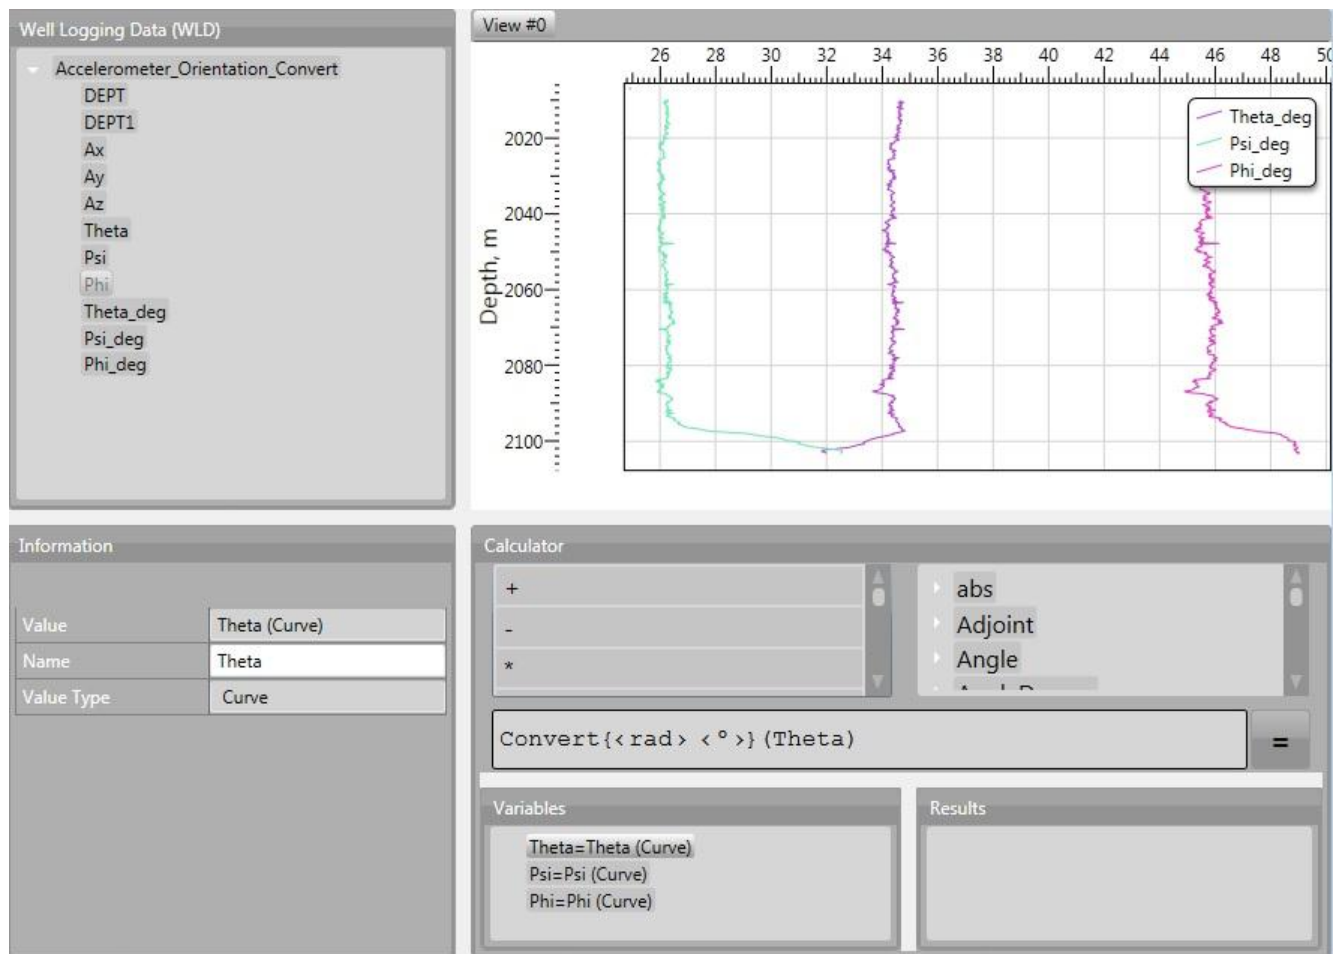 Well Logging Data (WLD)
Accelerometer_Orientation_Convert
DEPT
DEPT1
Ax
Ay
Az
Theta
Psi
Phi
Theta_deg
Psi_deg
Phi_deg
View #0
26 28 30 32 34 36 38 40 42 44 46 48 50
Depth, m
2020
2040
2060
2080
2100
Theta_deg
Psi_deg
Phi_deg
Information
Value Theta (Curve)
Name Theta
Value Type Curve
Calculator
+
-
*
abs
Adjoint
Angle
Convert{‹rad› ‹°›}(Theta)
=
Variables
Theta=Theta (Curve)
Psi=Psi (Curve)
Phi=Phi (Curve)
Results